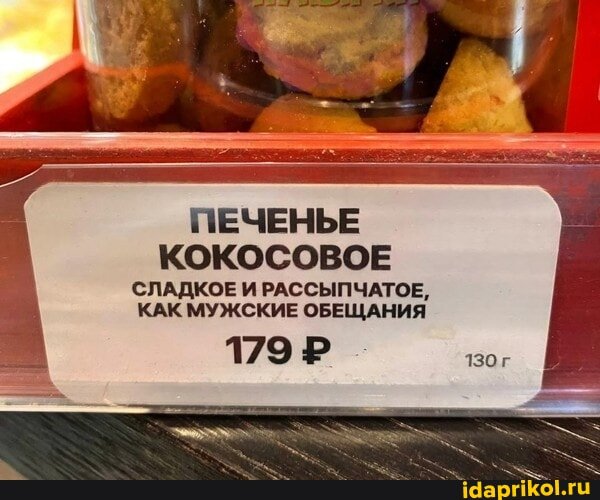 ПЕЧЕНЬЕ
КОКОСОВОЕ
СЛАДКОЕ И РАССЫПЧАТОЕ,
КАК МУЖСКИЕ ОБЕЩАНИЯ
179 ₽
130 г
idaprikol.ru